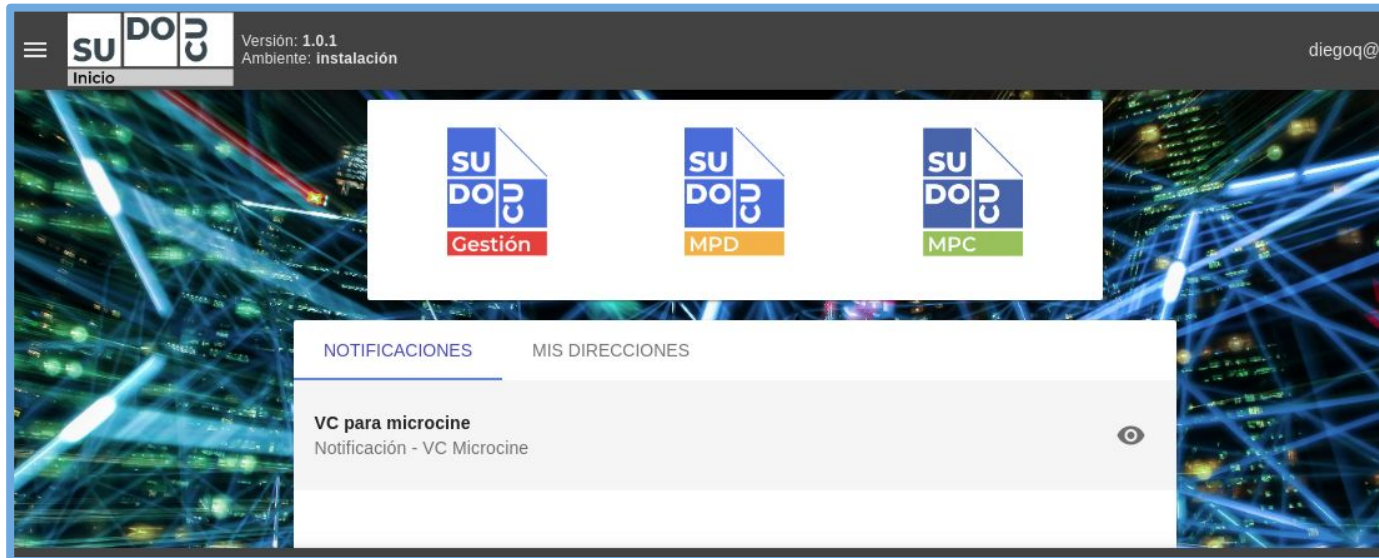 SU DO CU
Inicio
Versión: 1.0.1
Ambiente: instalación
diegoq@
SU
DO CU
Gestión
SU
DO CU
MPD
SU
DO CU
MPC
NOTIFICACIONES
MIS DIRECCIONES
VC para microcine
Notificación - VC Microcine